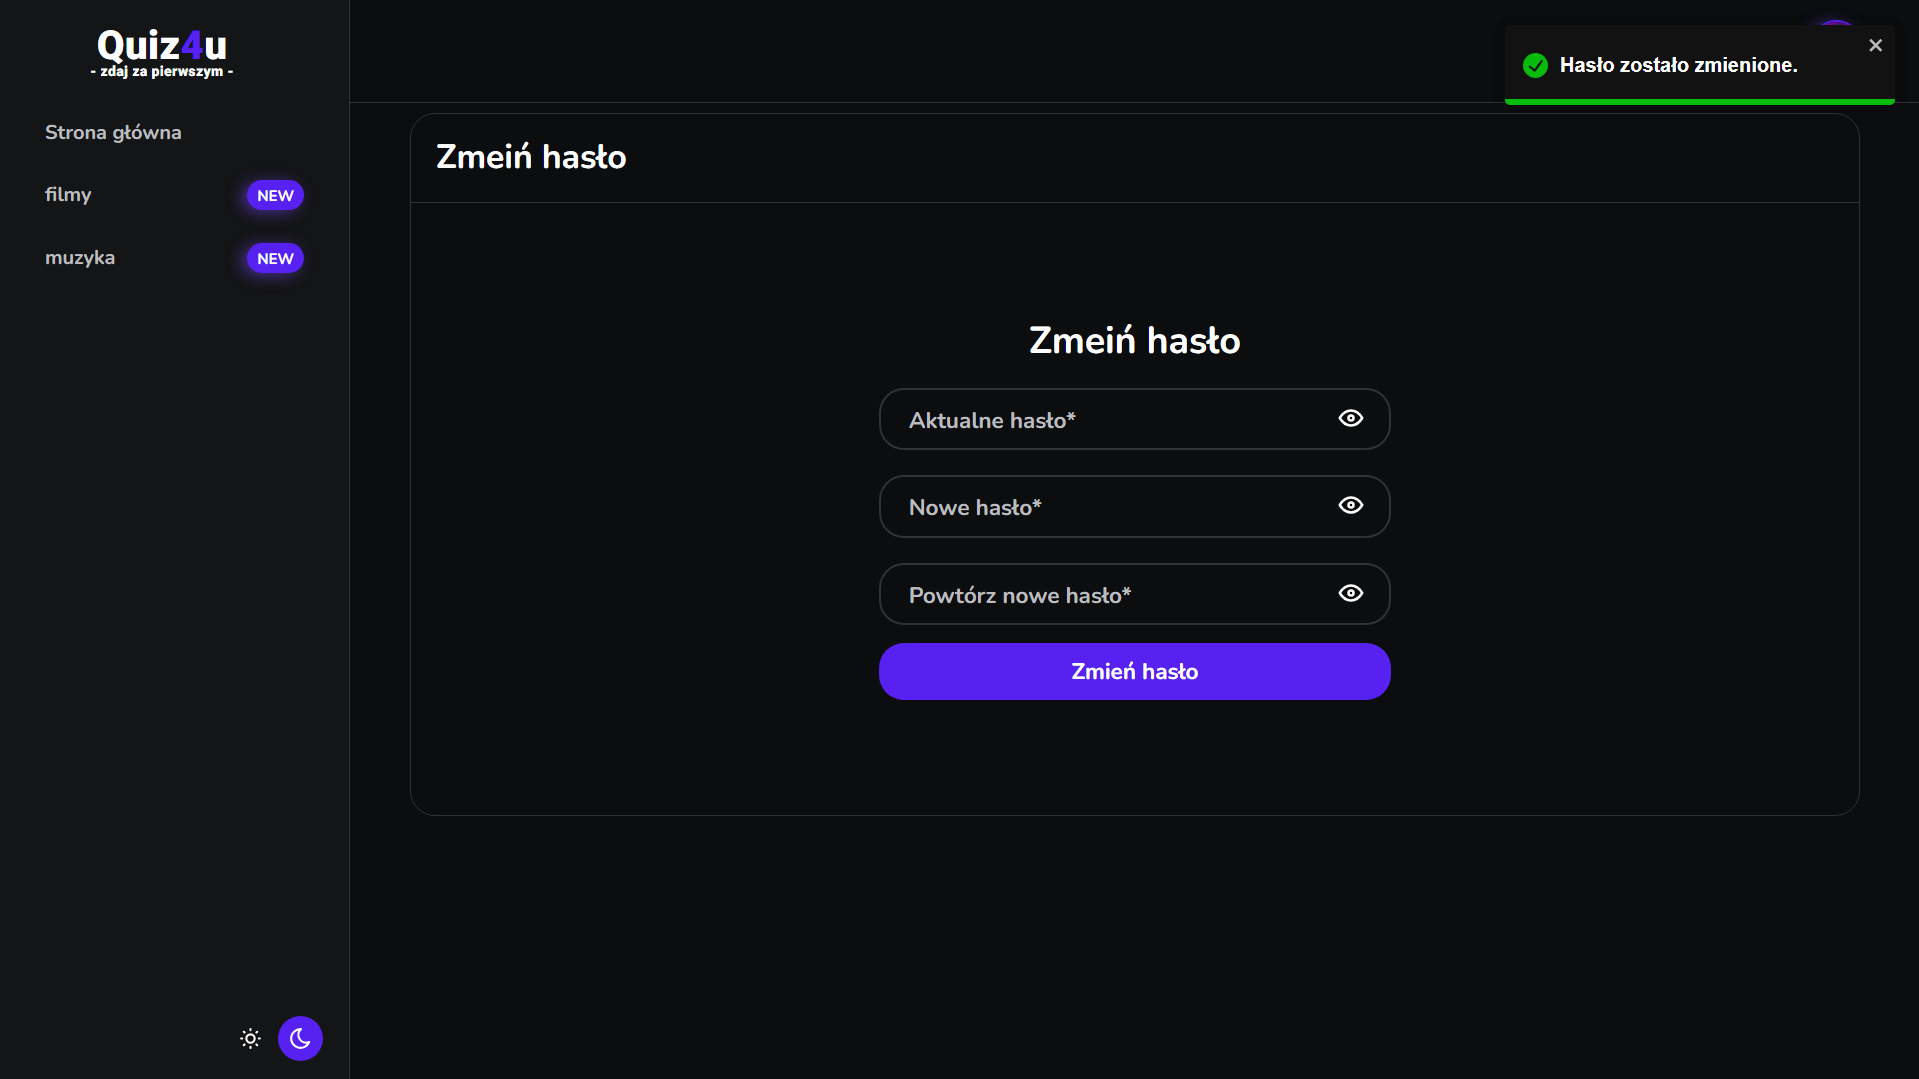 Quiz4u
- zdaj za pierwszym -
Strona główna
filmy NEW
muzyka NEW
Hasło zostało zmienione.
Zmeiń hasło
Zmeiń hasło
Aktualne hasło*
Nowe hasło*
Powtórz nowe hasło*
Zmień hasło